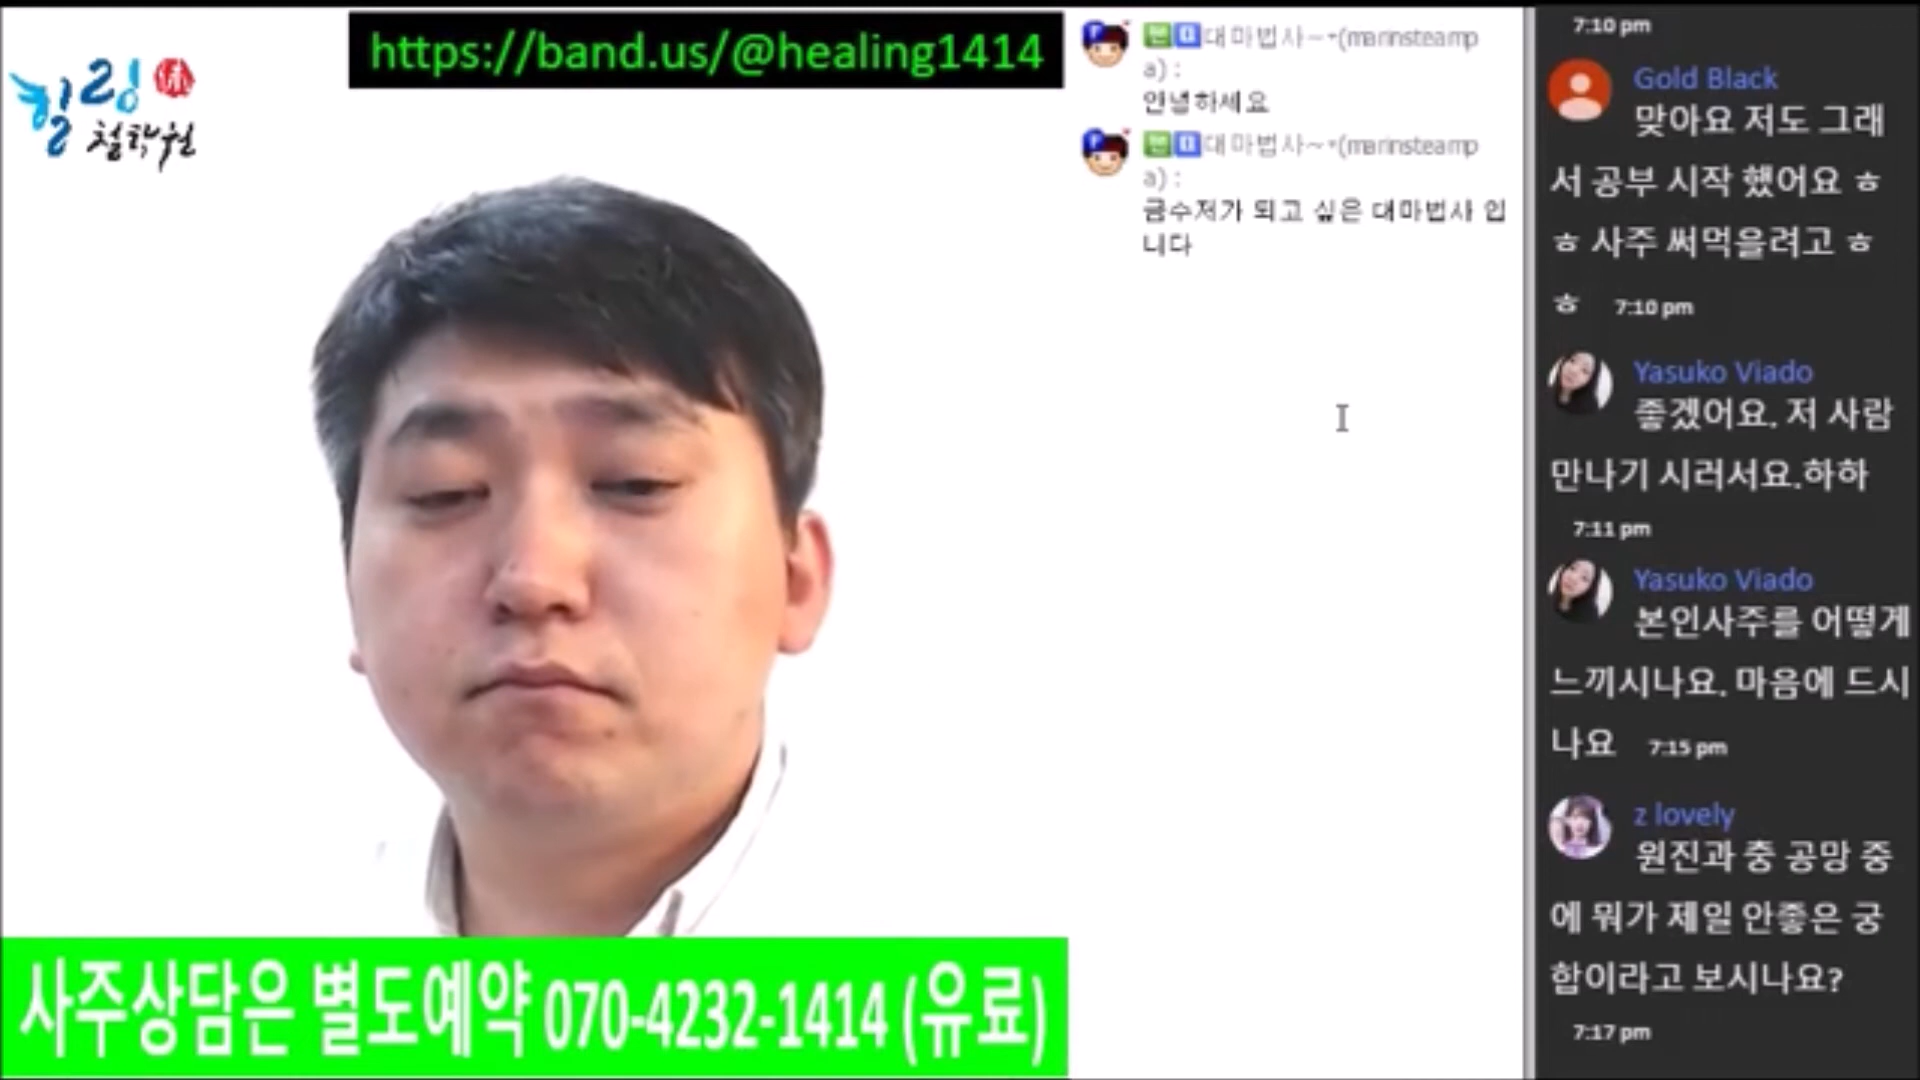 https://band.us/@healing1414
힐링
철학원
대마법사~*(marinsteamp
a) :
안녕하세요
대마법사~*(marinsteamp
a) :
금수저가 되고 싶은 대마법사 입
니다
사주상담은 별도예약 070-4232-1414 (유료)
7:10 pm
Gold Black
맞아요 저도 그래
서 공부 시작 했어요 ㅎ
ㅎ 사주 써먹을려고 ㅎ
ㅎ 7:10 pm
Yasuko Viado
좋겠어요. 저 사람
만나기 시러서요.하하
7:11 pm
Yasuko Viado
본인사주를 어떻게
느끼시나요. 마음에 드시
나요 7:15 pm
z lovely
원진과 충 공망 중
에 뭐가 제일 안좋은 궁
합이라고 보시나요?
7:17 pm